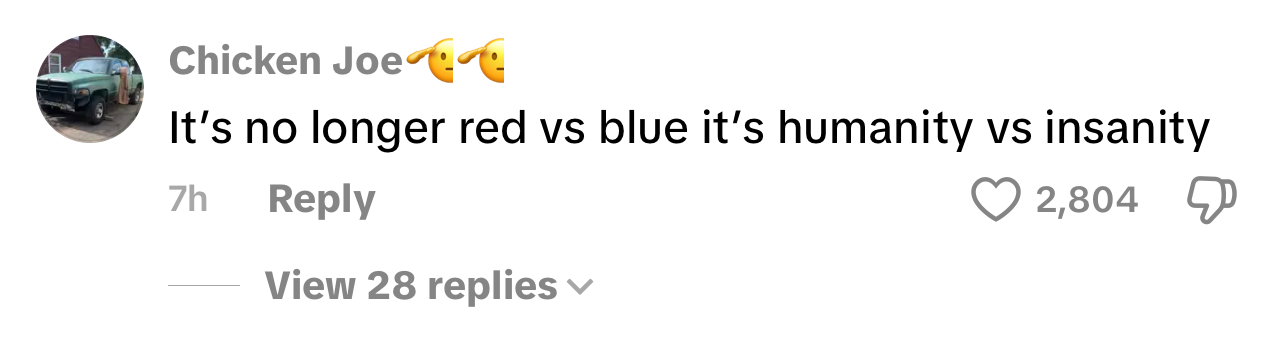 Chicken Joe🫡🫡
It’s no longer red vs blue it’s humanity vs insanity
7h Reply 2,804
View 28 replies